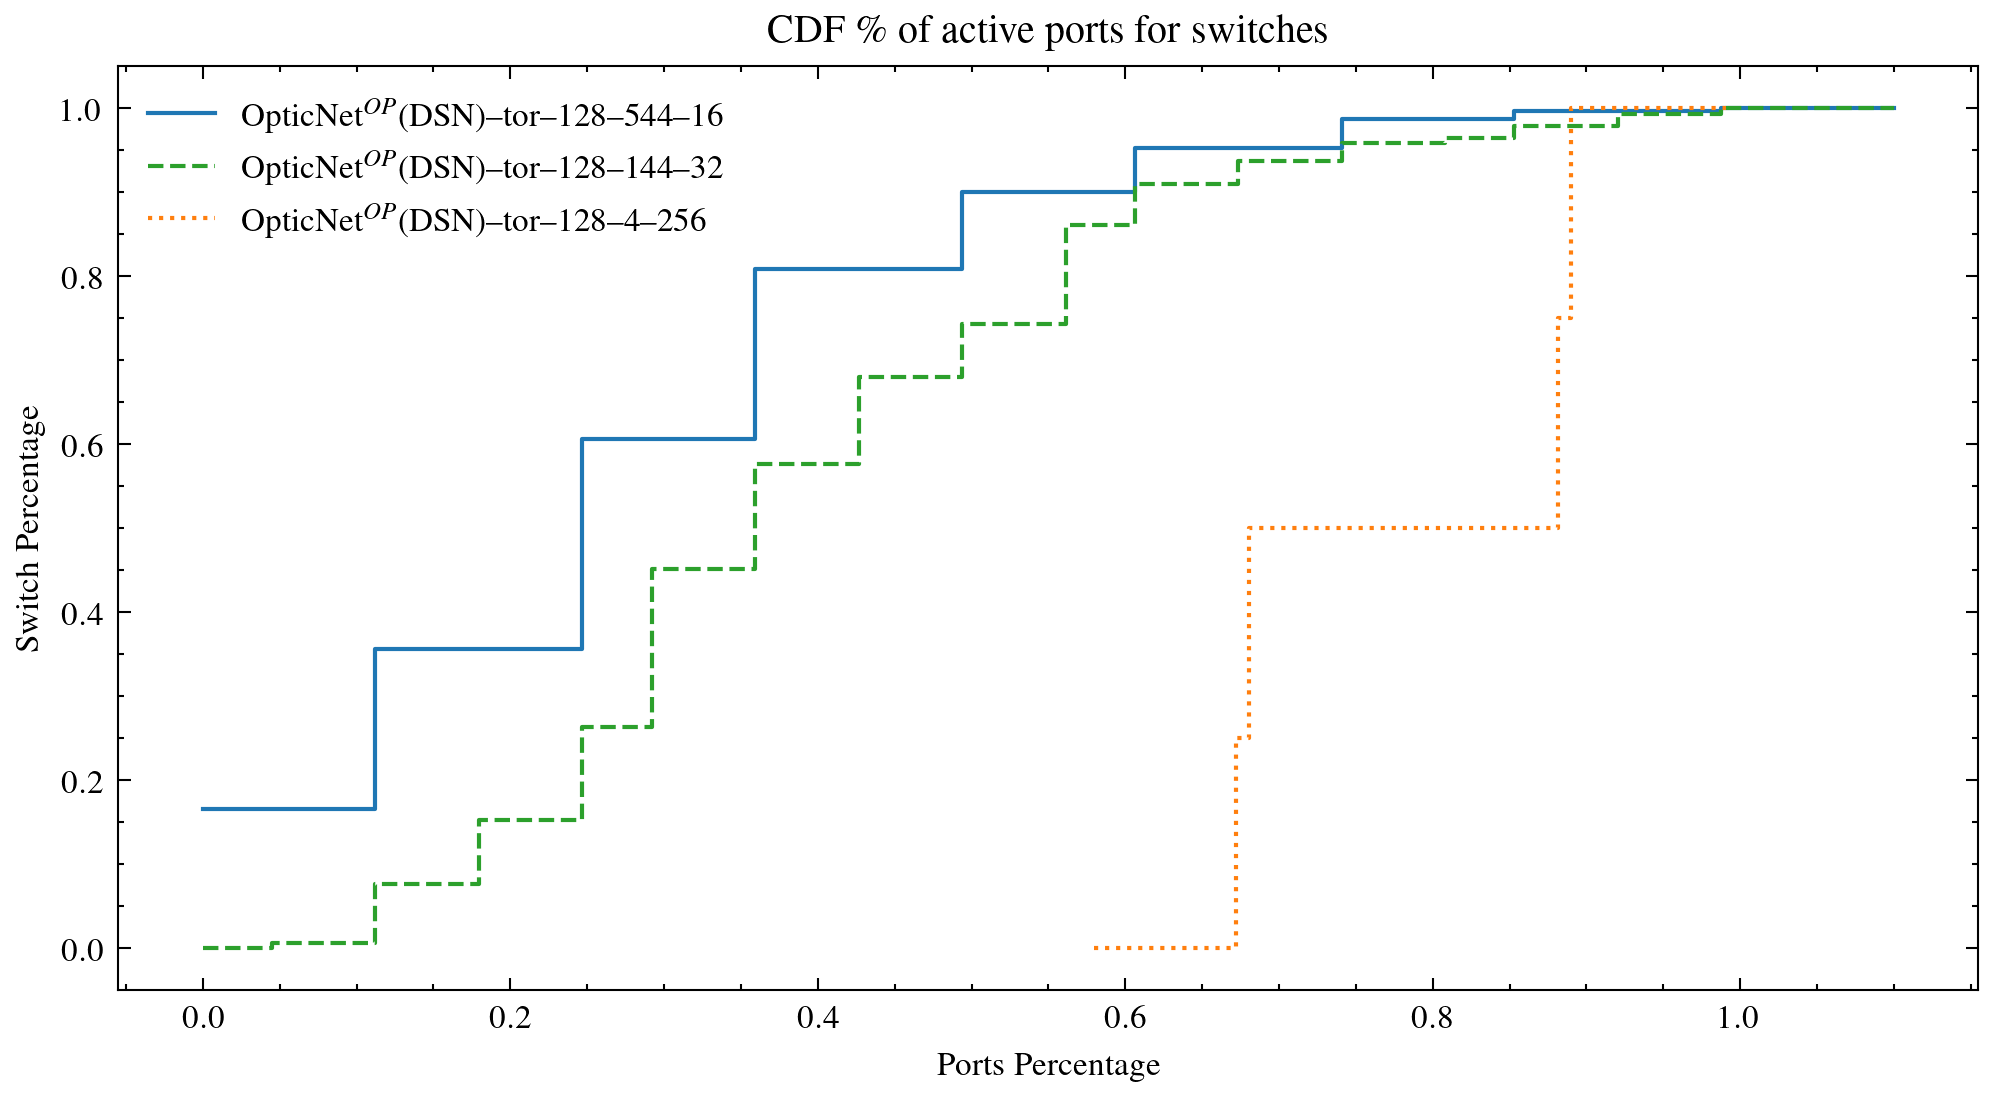 CDF % of active ports for switches
OpticNet^OP(DSN)–tor–128–544–16
OpticNet^OP(DSN)–tor–128–144–32
OpticNet^OP(DSN)–tor–128–4–256
1.0
0.8
0.6
0.4
0.2
0.0
Switch Percentage
0.0 0.2 0.4 0.6 0.8 1.0
Ports Percentage